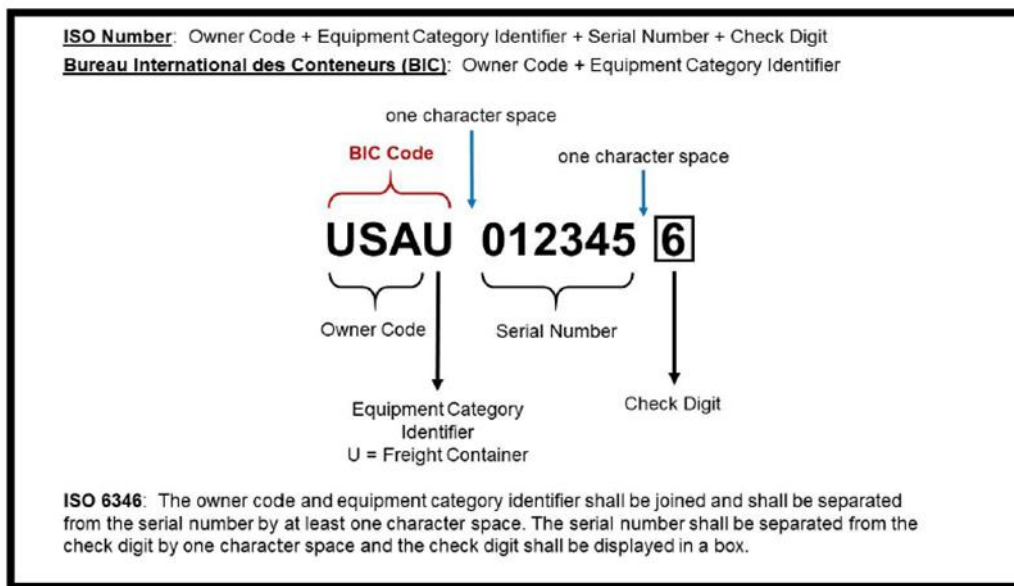 ISO Number: Owner Code + Equipment Category Identifier + Serial Number + Check Digit
Bureau International des Conteneurs (BIC): Owner Code + Equipment Category Identifier
one character space
BIC Code
one character space
USAU 012345 6
Owner Code
Serial Number
Equipment Category
Identifier
U = Freight Container
Check Digit
ISO 6346: The owner code and equipment category identifier shall be joined and shall be separated
from the serial number by at least one character space. The serial number shall be separated from the
check digit by one character space and the check digit shall be displayed in a box.